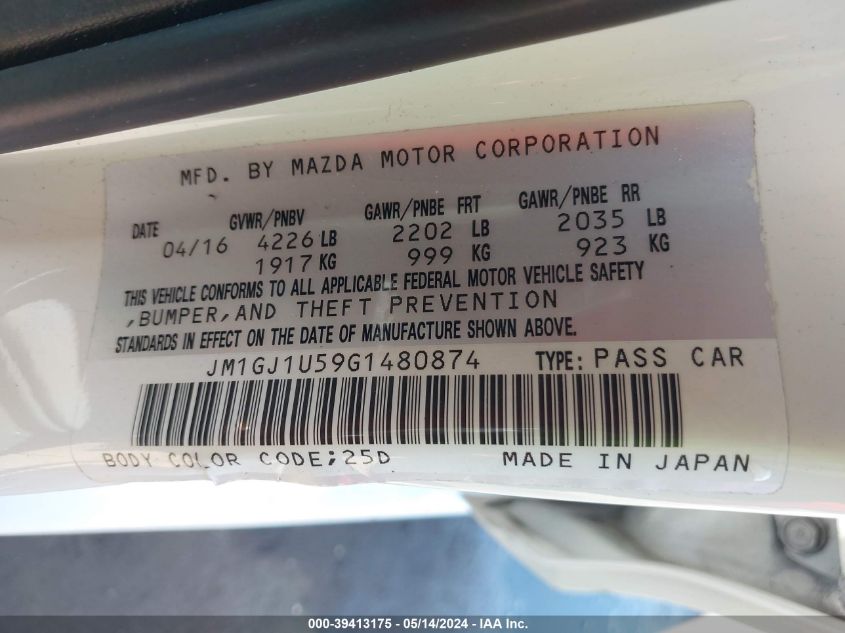 MFD. BY MAZDA MOTOR CORPORATION
DATE GVWR/PNBV GAWR/PNBE FRT GAWR/PNBE RR
04/16 4226 LB 2202 LB 2035 LB
1917 KG 999 KG 923 KG
THIS VEHICLE CONFORMS TO ALL APPLICABLE FEDERAL MOTOR VEHICLE SAFETY
,BUMPER,AND THEFT PREVENTION
STANDARDS IN EFFECT ON THE DATE OF MANUFACTURE SHOWN ABOVE.
JM1GJ1U59G1480874 TYPE: PASS CAR
BODY COLOR CODE;25D MADE IN JAPAN
000-39413175 - 05/14/2024 - IAA Inc.